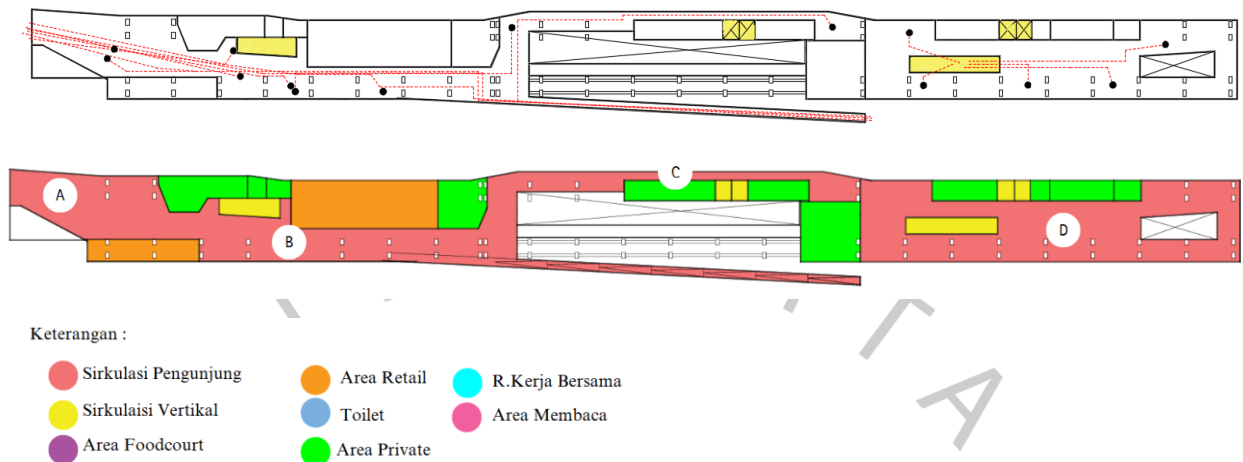 A
B
C
D
Keterangan :
Sirkulasi Pengunjung
Sirkulaisi Vertikal
Area Foodcourt
Area Retail
Toilet
Area Private
R.Kerja Bersama
Area Membaca
T A